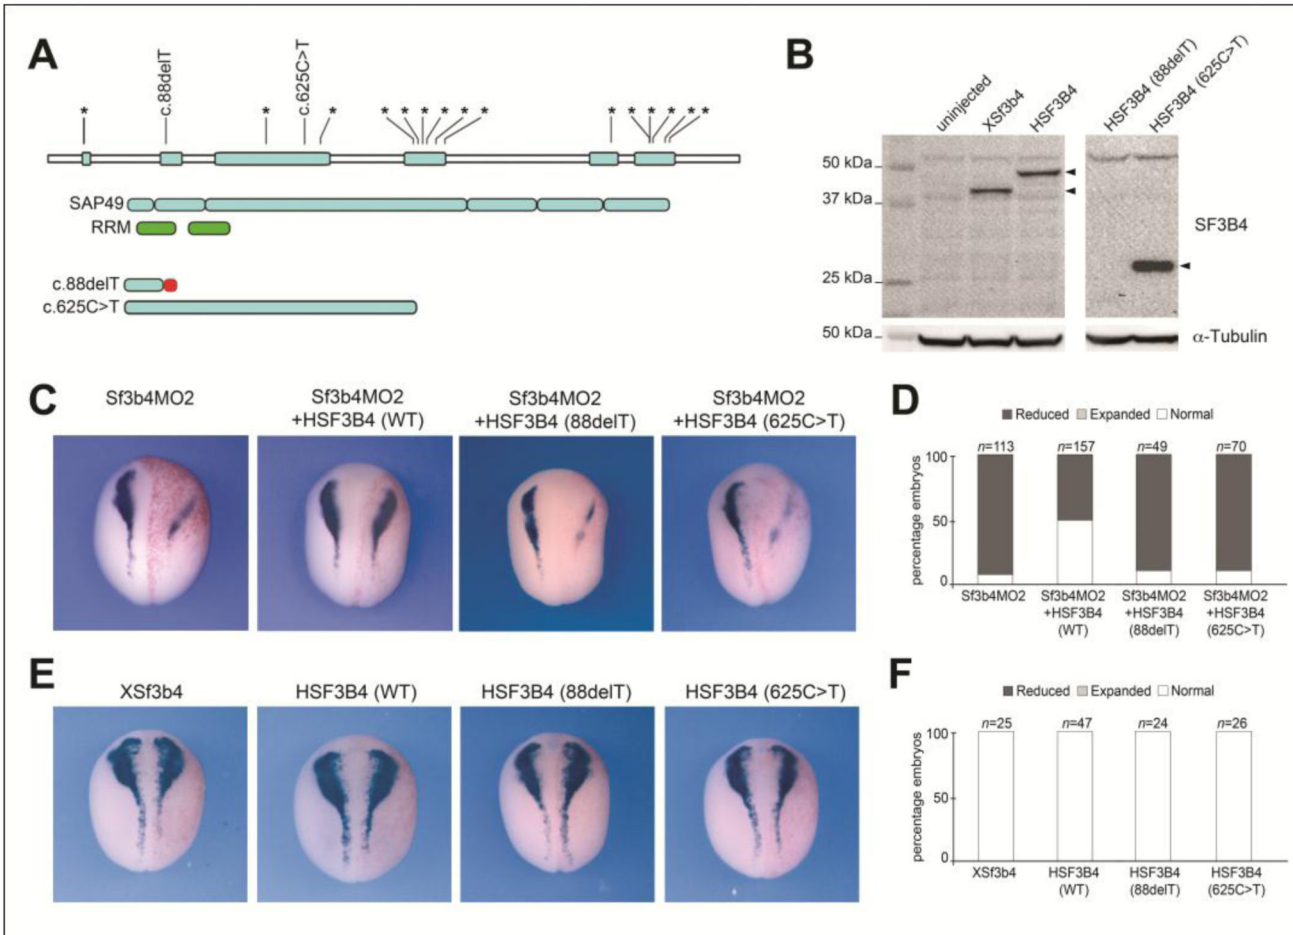 A
c.88delT
c.625C>T
* * * * * * * * * * * * * *
SAP49
RRM
c.88delT
c.625C>T
B
uninjected
XSf3b4
HSF3B4
HSF3B4 (88delT)
HSF3B4 (625C>T)
50 kDa
37 kDa
25 kDa
50 kDa
SF3B4
α-Tubulin
C
Sf3b4MO2
Sf3b4MO2
+HSF3B4 (WT)
Sf3b4MO2
+HSF3B4 (88delT)
Sf3b4MO2
+HSF3B4 (625C>T)
D
Reduced Expanded Normal
n=113 n=157 n=49 n=70
percentage embryos
100
50
0
Sf3b4MO2
Sf3b4MO2
+HSF3B4
(WT)
Sf3b4MO2
+HSF3B4
(88delT)
Sf3b4MO2
+HSF3B4
(625C>T)
E
XSf3b4
HSF3B4 (WT)
HSF3B4 (88delT)
HSF3B4 (625C>T)
F
Reduced Expanded Normal
n=25 n=47 n=24 n=26
percentage embryos
100
50
0
XSf3b4
HSF3B4
(WT)
HSF3B4
(88delT)
HSF3B4
(625C>T)